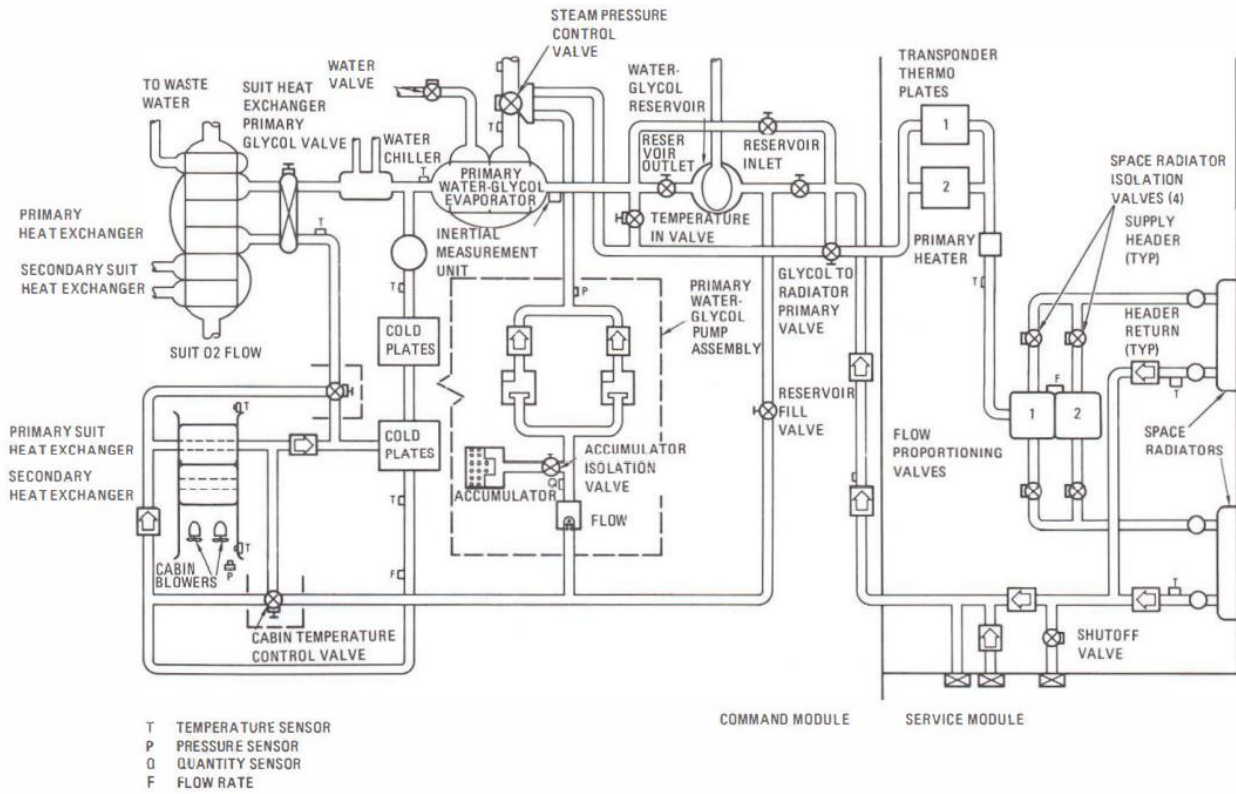 STEAM PRESSURE
CONTROL
VALVE
WATER
VALVE
WATER-
GLYCOL
RESERVOIR
TRANSPONDER
THERMO
PLATES
TO WASTE
WATER
SUIT HEAT
EXCHANGER
PRIMARY
GLYCOL VALVE
WATER
CHILLER
T
T
PRIMARY
WATER-GLYCOL
EVAPORATOR
RESER
VOIR
OUTLET
RESERVOIR
INLET
1
2
SPACE RADIATOR
ISOLATION
VALVES (4)
SUPPLY
HEADER
(TYP)
PRIMARY
HEAT EXCHANGER
T
INERTIAL
MEASUREMENT
UNIT
TEMPERATURE
IN VALVE
PRIMARY
HEATER
SECONDARY SUIT
HEAT EXCHANGER
T
P
PRIMARY
WATER-
GLYCOL
PUMP
ASSEMBLY
GLYCOL TO
RADIATOR
PRIMARY
VALVE
T
HEADER
RETURN
(TYP)
SUIT O2 FLOW
COLD
PLATES
F
T
1
2
RESERVOIR
FILL
VALVE
T
PRIMARY SUIT
HEAT EXCHANGER
COLD
PLATES
FLOW
PROPORTIONING
VALVES
SPACE
RADIATORS
SECONDARY
HEAT EXCHANGER
ACCUMULATOR
ISOLATION
VALVE
ACCUMULATOR
Q
T
FLOW
T
CABIN
BLOWERS
P
F
T
CABIN TEMPERATURE
CONTROL VALVE
SHUTOFF
VALVE
COMMAND MODULE
SERVICE MODULE
T TEMPERATURE SENSOR
P PRESSURE SENSOR
Q QUANTITY SENSOR
F FLOW RATE